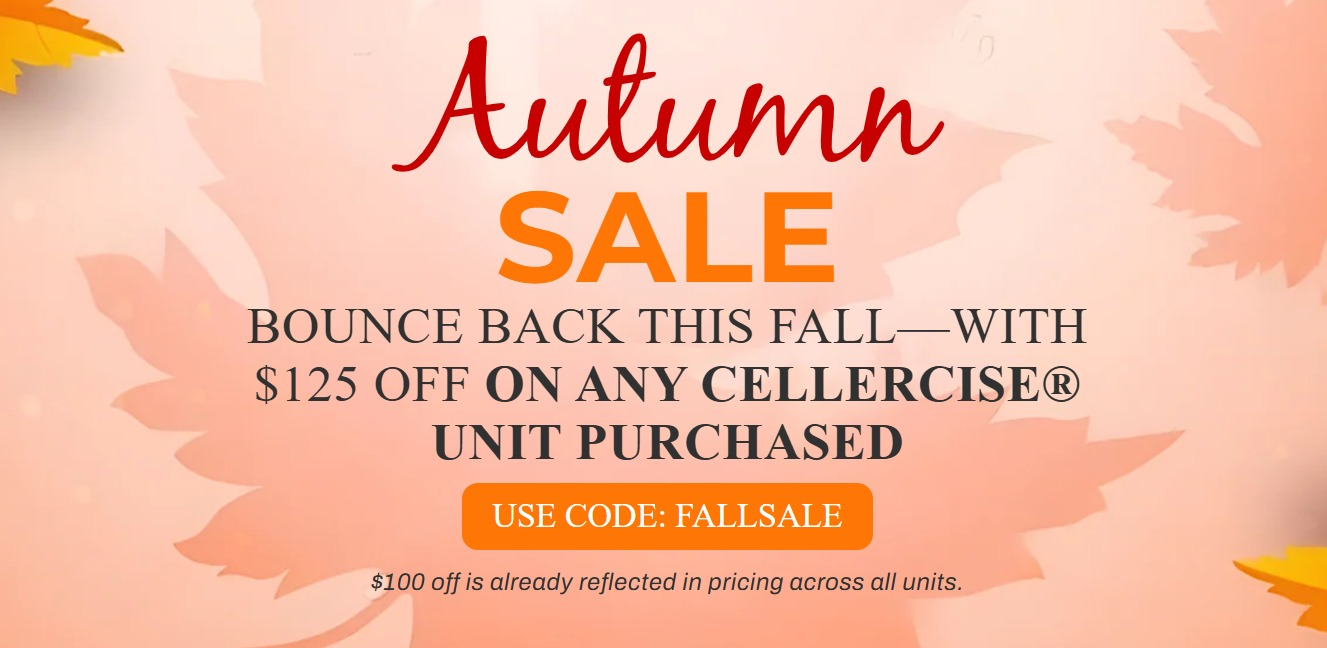 Autumn
SALE
BOUNCE BACK THIS FALL—WITH
$125 OFF ON ANY CELLERCISE®
UNIT PURCHASED
USE CODE: FALLSALE
$100 off is already reflected in pricing across all units.